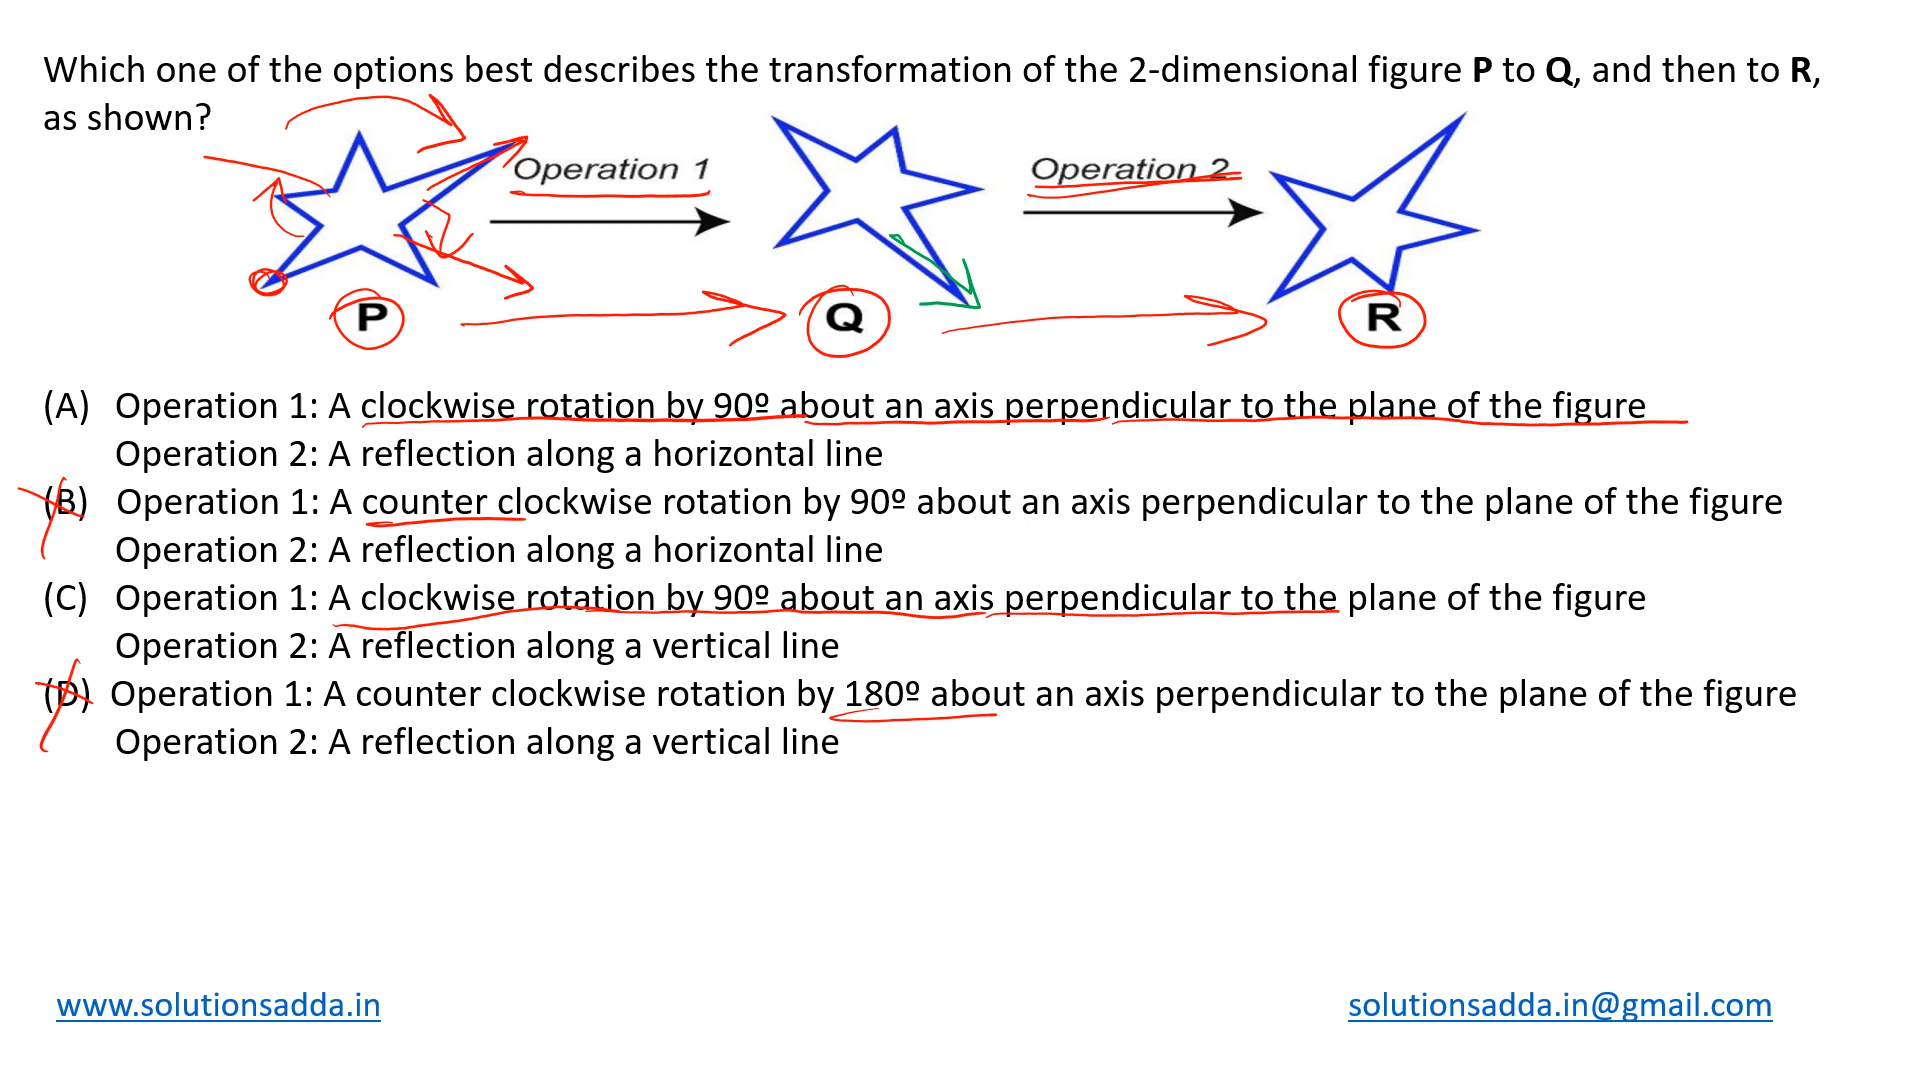 Which one of the options best describes the transformation of the 2-dimensional figure P to Q, and then to R,
as shown?
Operation 1
Operation 2
P
Q
R
(A) Operation 1: A clockwise rotation by 90º about an axis perpendicular to the plane of the figure
Operation 2: A reflection along a horizontal line
(B) Operation 1: A counter clockwise rotation by 90º about an axis perpendicular to the plane of the figure
Operation 2: A reflection along a horizontal line
(C) Operation 1: A clockwise rotation by 90º about an axis perpendicular to the plane of the figure
Operation 2: A reflection along a vertical line
(D) Operation 1: A counter clockwise rotation by 180º about an axis perpendicular to the plane of the figure
Operation 2: A reflection along a vertical line
www.solutionsadda.in
solutionsadda.in@gmail.com